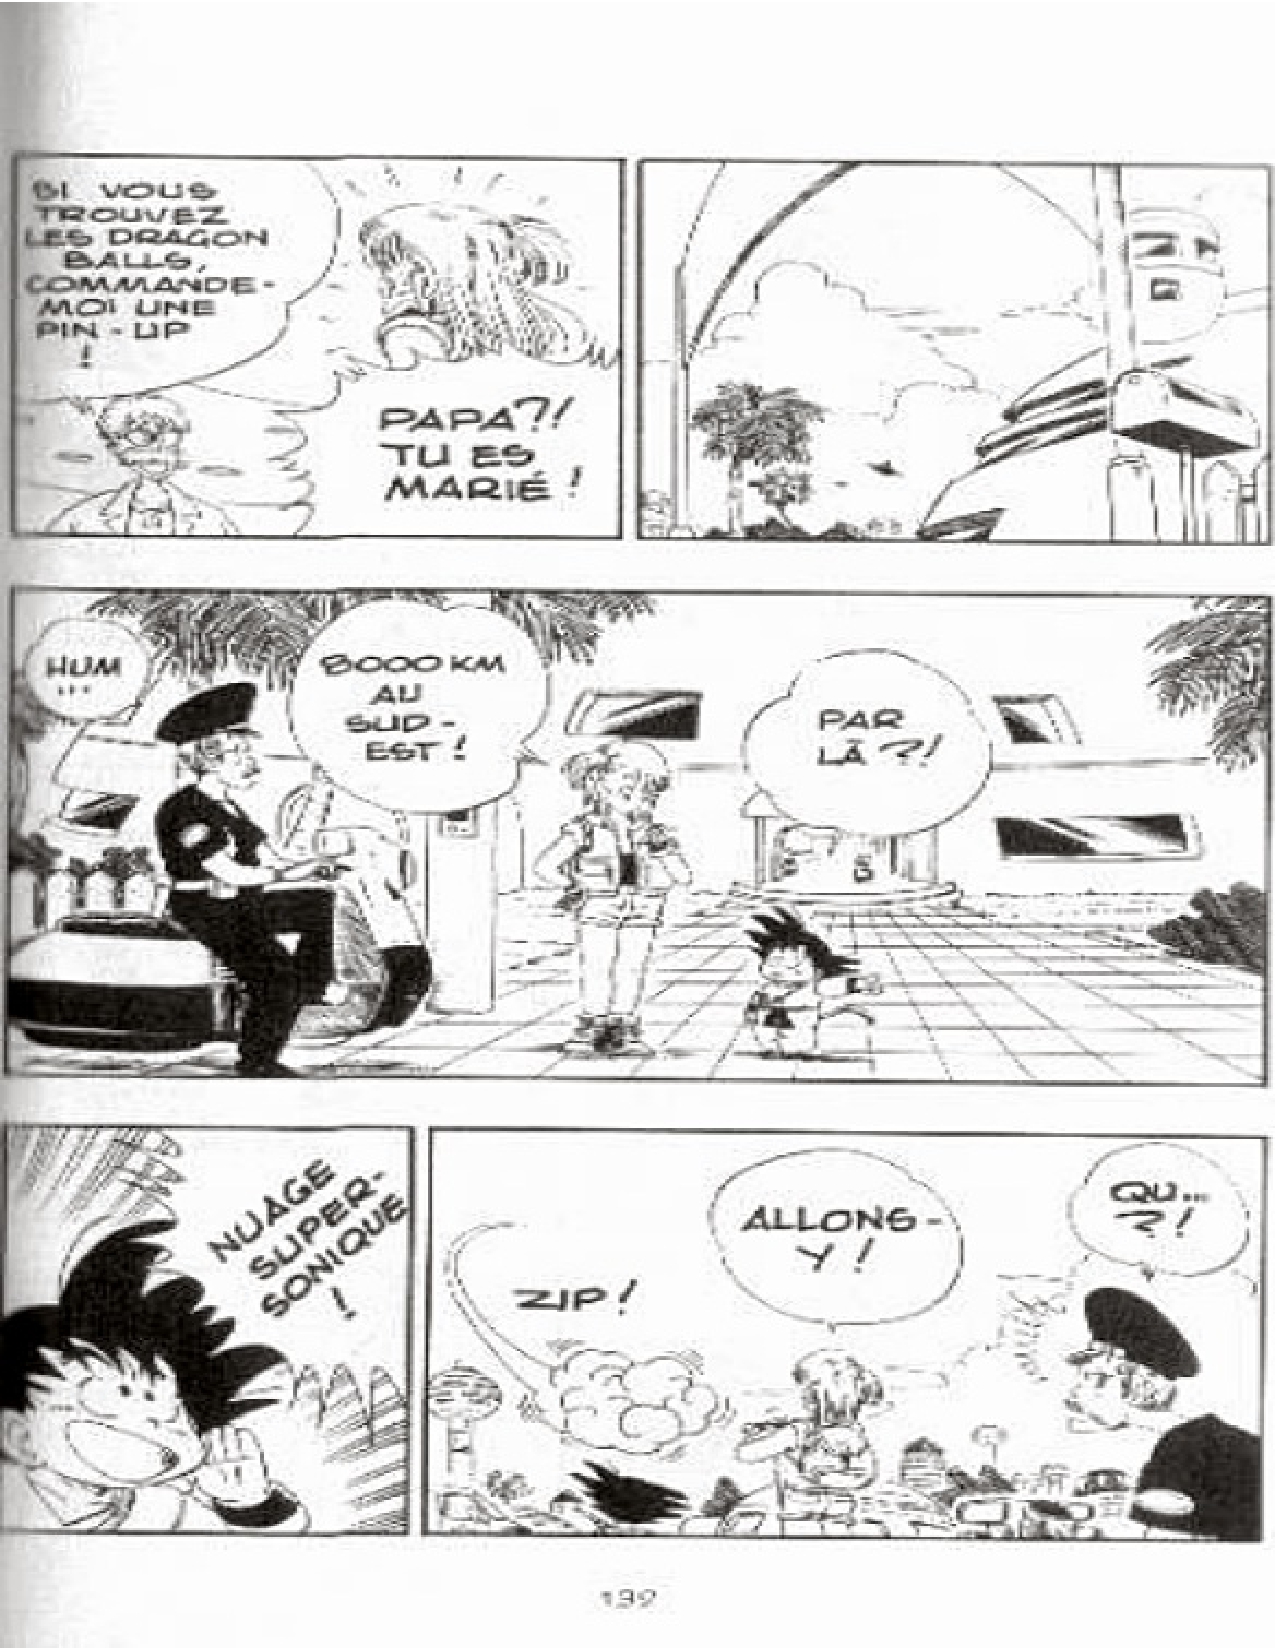 SI VOUS
TROUVEZ
LES DRAGON
BALLS,
COMMANDE-
MOI UNE
PIN-UP
!
PAPA?!
TU ES
MARIÉ!
HUM
...
8000 KM
AU
SUD-
EST!
PAR
LÀ?!
NUAGE
SUPER-
SONIQUE
!
ZIP!
ALLONS-
Y!
QU...
?!
139